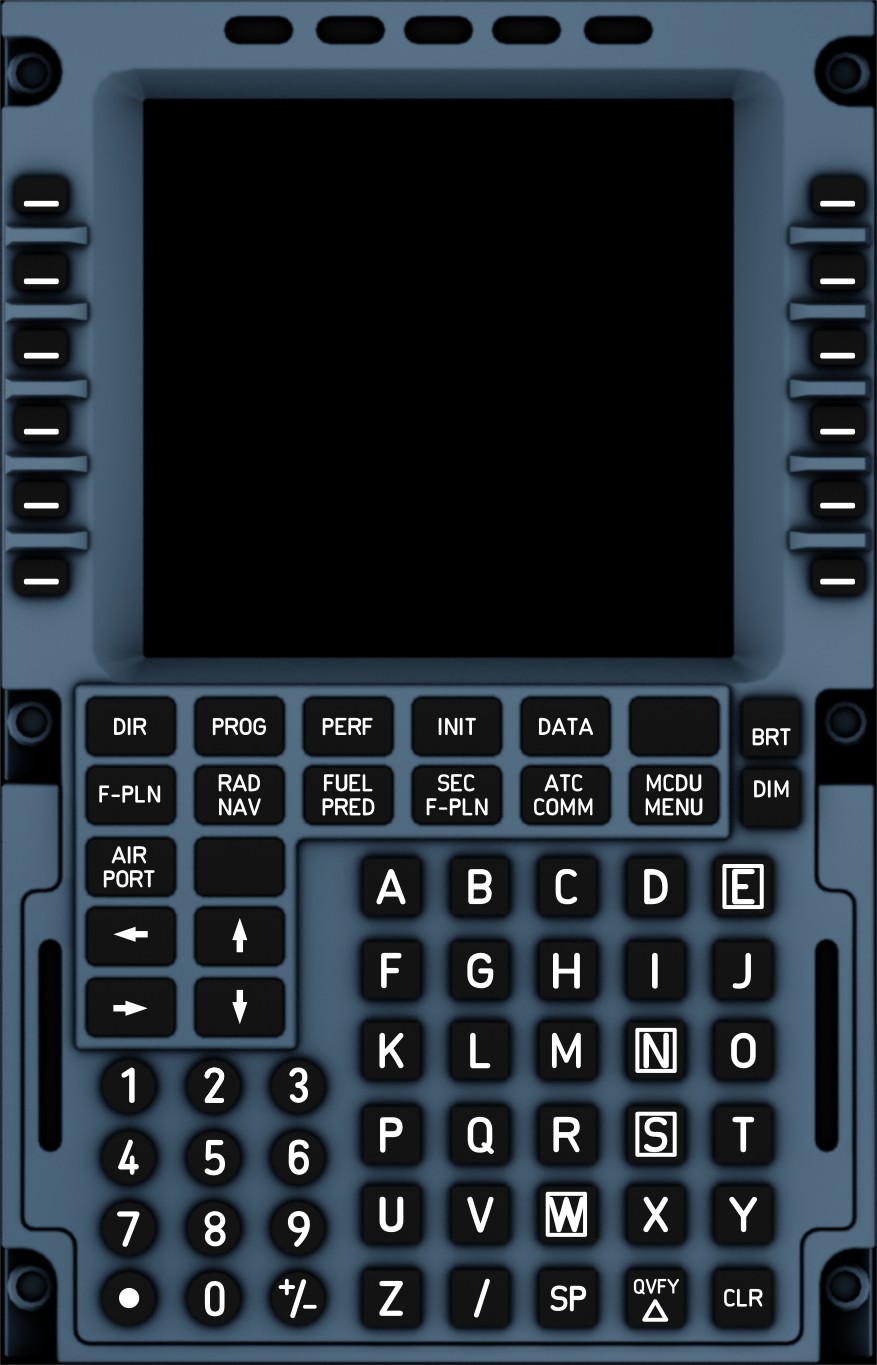 DIR PROG PERF INIT DATA
BRT
F-PLN RAD NAV FUEL PRED SEC F-PLN ATC COMM MCDU MENU
DIM
AIR PORT
← ↑
→ ↓
A B C D E
F G H I J
K L M N O
P Q R S T
U V W X Y
Z / SP QVFY △ CLR
1 2 3
4 5 6
7 8 9
• 0 +/-